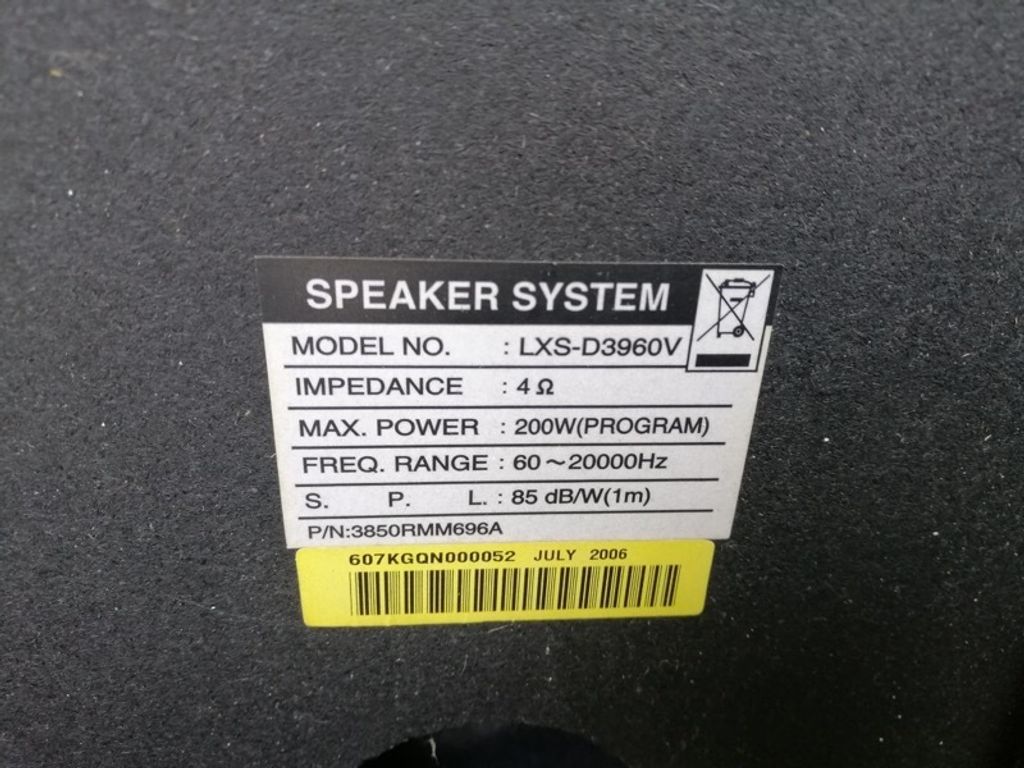 SPEAKER SYSTEM
MODEL NO. : LXS-D3960V
IMPEDANCE : 4 Ω
MAX. POWER : 200W(PROGRAM)
FREQ. RANGE : 60~20000Hz
S. P. L. : 85 dB/W(1m)
P/N:3850RMM696A
607KGQN000052 JULY 2006